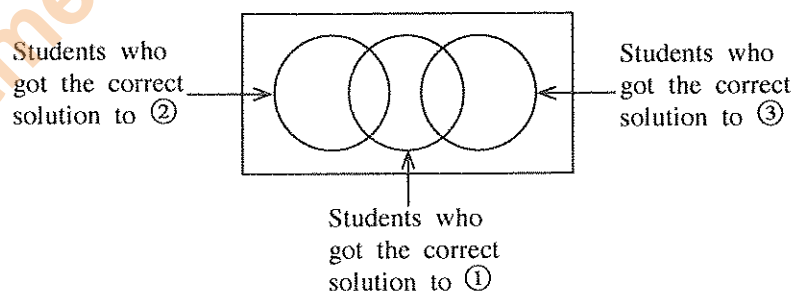 Students who
got the correct
solution to ②
Students who
got the correct
solution to ③
Students who
got the correct
solution to ①